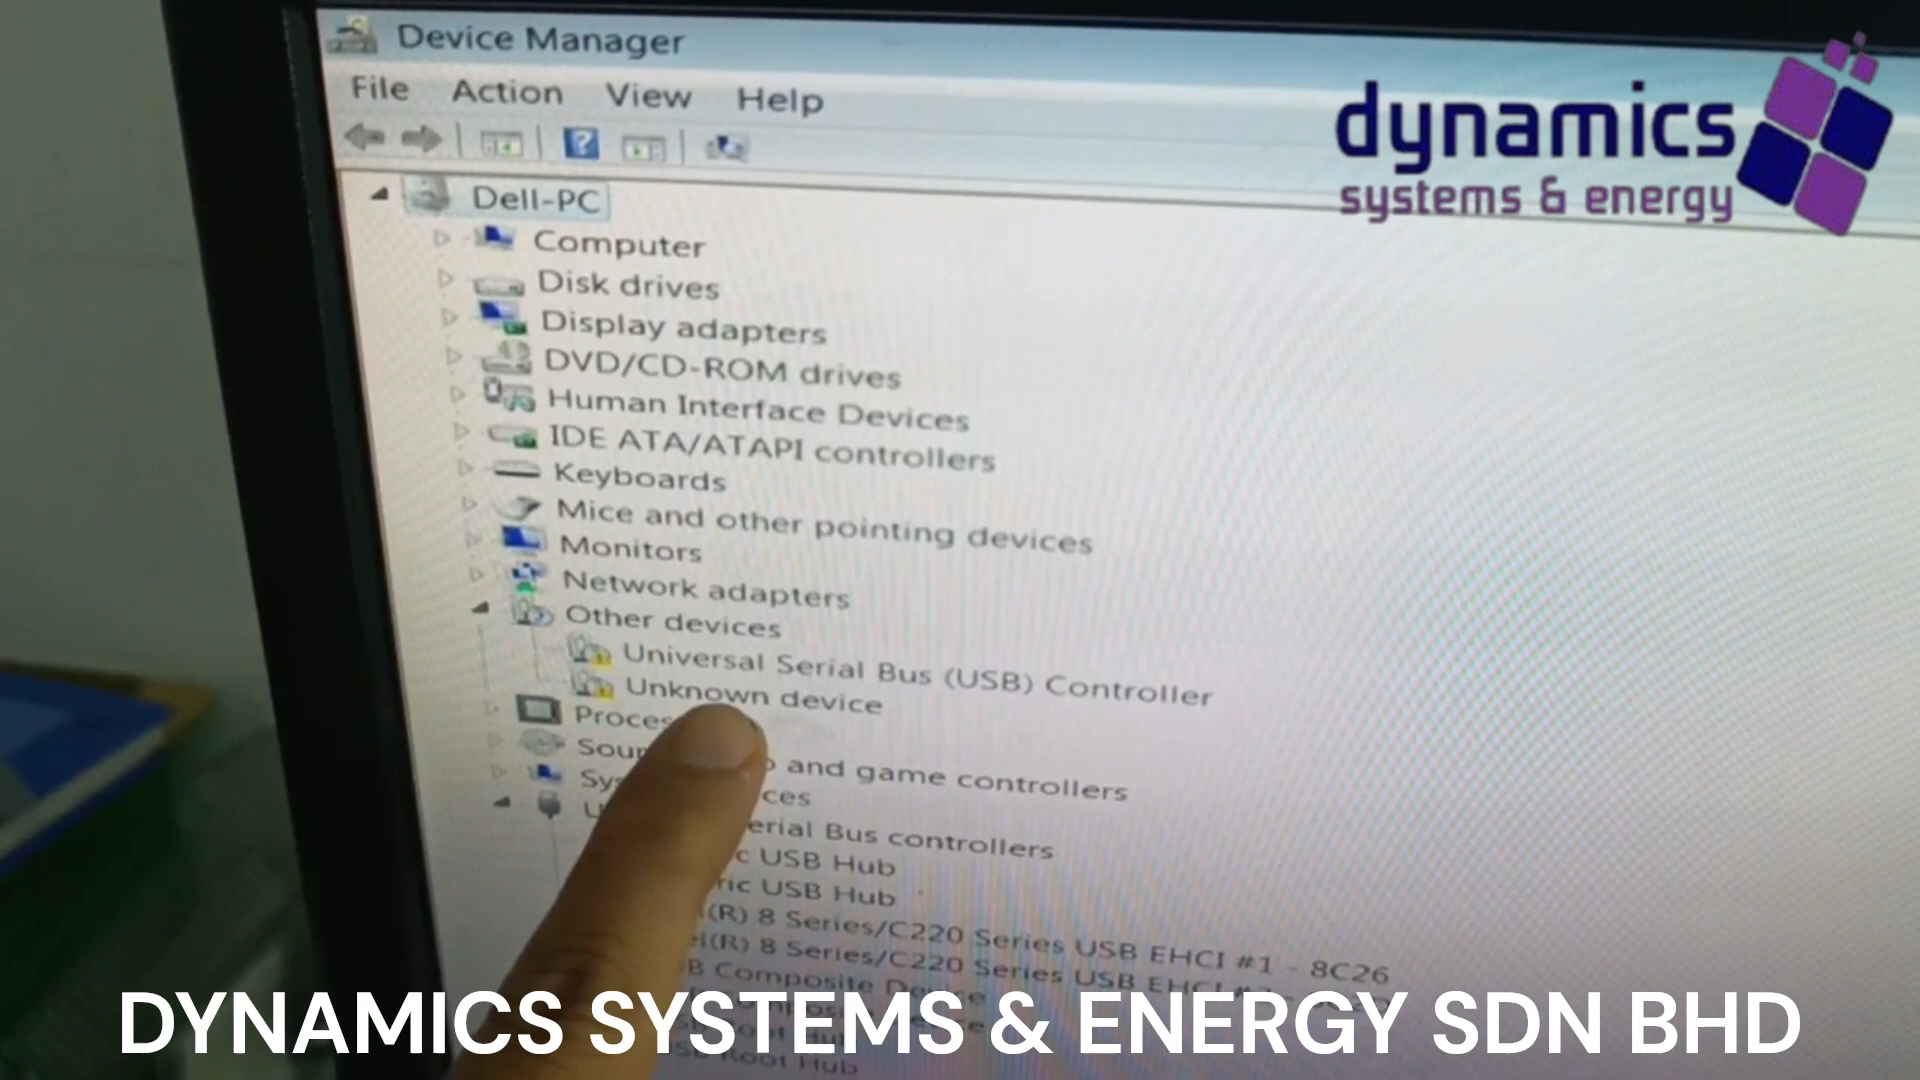 Device Manager
File Action View Help
dynamics
systems & energy
Dell-PC
Computer
Disk drives
Display adapters
DVD/CD-ROM drives
Human Interface Devices
IDE ATA/ATAPI controllers
Keyboards
Mice and other pointing devices
Monitors
Network adapters
Other devices
Universal Serial Bus (USB) Controller
Unknown device
and game controllers
Bus controllers
USB Hub
USB Hub
8 Series/C220 Series USB EHCI #1 - 8C26
8 Series/C220 Series USB
Composite
DYNAMICS SYSTEMS & ENERGY SDN BHD
Root Hub